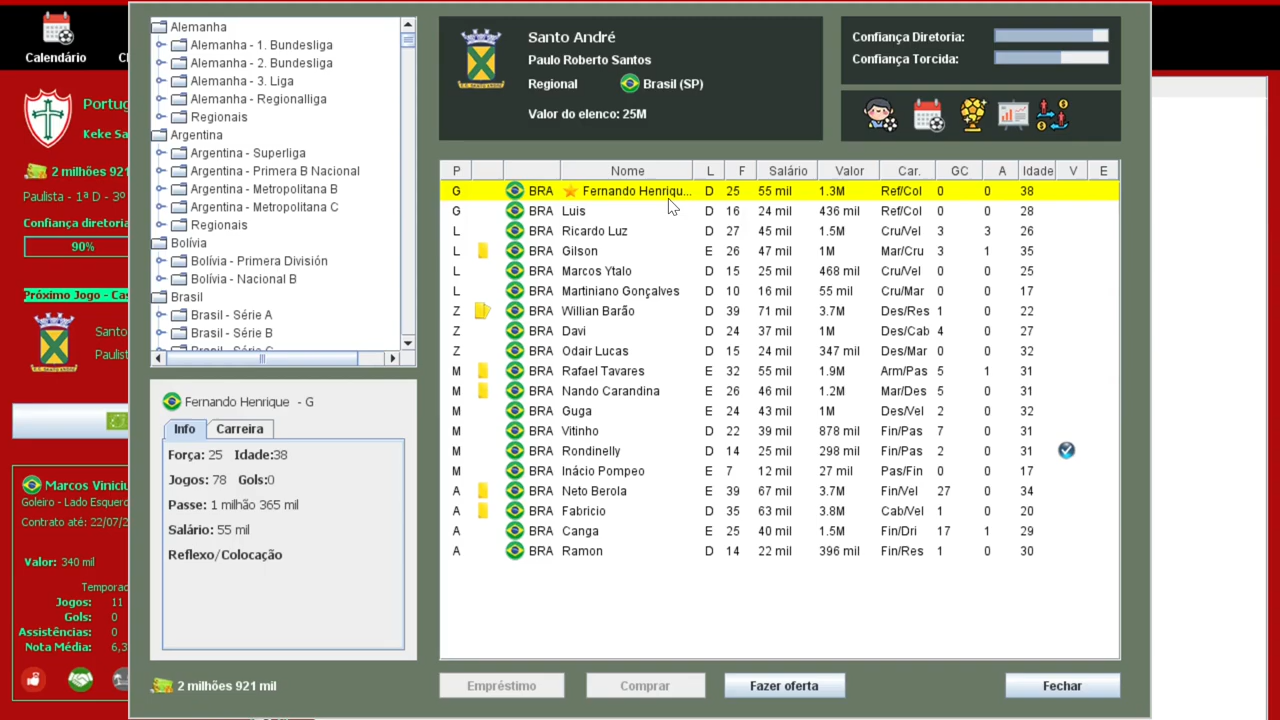 Calendário
Cl
Portug
Keke Sa
2 milhões 921
Paulista - 1ª D - 3
Confiança diretoria
90%
Próximo Jogo - Cas
Santo
Paulist
Marcos Viniciu
Goleiro - Lado Esquero
Contrato até: 22/07/2
Valor: 340 mil
Temporac
Jogos: 11
Gols: 0
Assistências: 0
Nota Média: 6,3
Alemanha
Alemanha - 1. Bundesliga
Alemanha - 2. Bundesliga
Alemanha - 3. Liga
Alemanha - Regionalliga
Regionais
Argentina
Argentina - Superliga
Argentina - Primera B Nacional
Argentina - Metropolitana B
Argentina - Metropolitana C
Regionais
Bolívia
Bolívia - Primera División
Bolívia - Nacional B
Brasil
Brasil - Série A
Brasil - Série B
Brasil - Série C
Fernando Henrique - G
Info Carreira
Força: 25 Idade:38
Jogos: 78 Gols:0
Passe: 1 milhão 365 mil
Salário: 55 mil
Reflexo/Colocação
2 milhões 921 mil
Santo André
Paulo Roberto Santos
Regional Brasil (SP)
Valor do elenco: 25M
Confiança Diretoria:
Confiança Torcida:
P Nome L F Salário Valor Car. GC A Idade V E
G BRA Fernando Henriqu... D 25 55 mil 1.3M Ref/Col 0 0 38
G BRA Luis D 16 24 mil 436 mil Ref/Col 0 0 28
L BRA Ricardo Luz D 27 45 mil 1.5M Cru/Vel 3 3 26
L BRA Gilson E 26 47 mil 1M Mar/Cru 3 1 35
L BRA Marcos Ytalo D 15 25 mil 468 mil Cru/Vel 0 0 25
L BRA Martiniano Gonçalves D 10 16 mil 55 mil Cru/Mar 0 0 17
Z BRA Willian Barão D 39 71 mil 3.7M Des/Res 1 0 22
Z BRA Davi D 24 37 mil 1M Des/Cab 4 0 27
Z BRA Odair Lucas D 15 24 mil 347 mil Des/Mar 0 0 32
M BRA Rafael Tavares E 32 55 mil 1.9M Arm/Pas 5 1 31
M BRA Nando Carandina E 26 46 mil 1.2M Mar/Des 5 0 31
M BRA Guga E 24 43 mil 1M Des/Vel 2 0 32
M BRA Vitinho D 22 39 mil 878 mil Fin/Pas 7 0 31
M BRA Rondinelly D 14 25 mil 298 mil Fin/Pas 2 0 31
M BRA Inácio Pompeo E 7 12 mil 27 mil Pas/Fin 0 0 17
A BRA Neto Berola E 39 67 mil 3.7M Fin/Vel 27 0 34
A BRA Fabricio D 35 63 mil 3.8M Cab/Vel 1 0 20
A BRA Canga E 25 40 mil 1.5M Fin/Dri 17 1 29
A BRA Ramon D 14 22 mil 396 mil Fin/Res 1 0 30
Empréstimo Comprar Fazer oferta Fechar